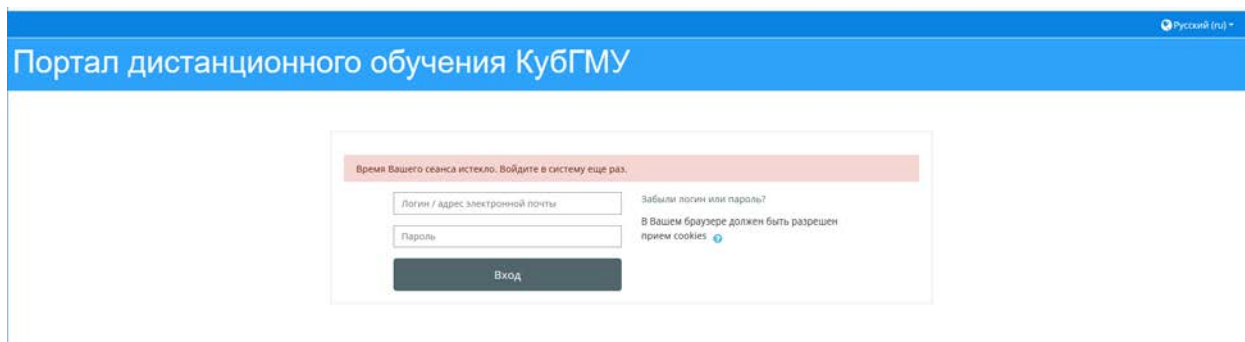 Русский (ru)
Портал дистанционного обучения КубГМУ
Время Вашего сеанса истекло. Войдите в систему еще раз.
Логин / адрес электронной почты
Забыли логин или пароль?
Пароль
В Вашем браузере должен быть разрешен
прием cookies
Вход